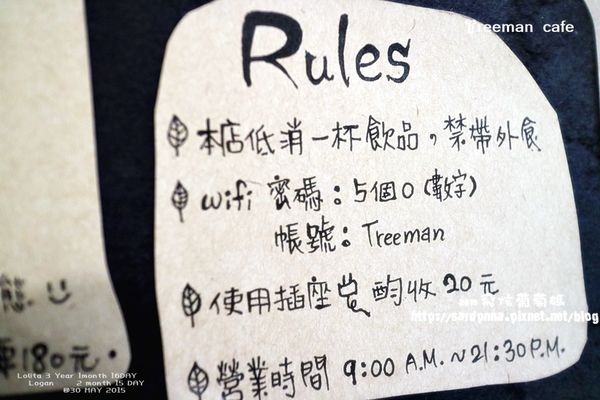 Treeman cafe
Rules
本店低消一杯飲品，禁帶外食
wifi 密碼：5個0（數字）
帳號：Treeman
使用插座 酌收 20 元
營業時間 9:00 A.M. ~ 21:30 P.M.
熊
180元。
Lolita 3 Year 1month 16DAY
Logan 2 month 15 DAY
@30 MAY 2015